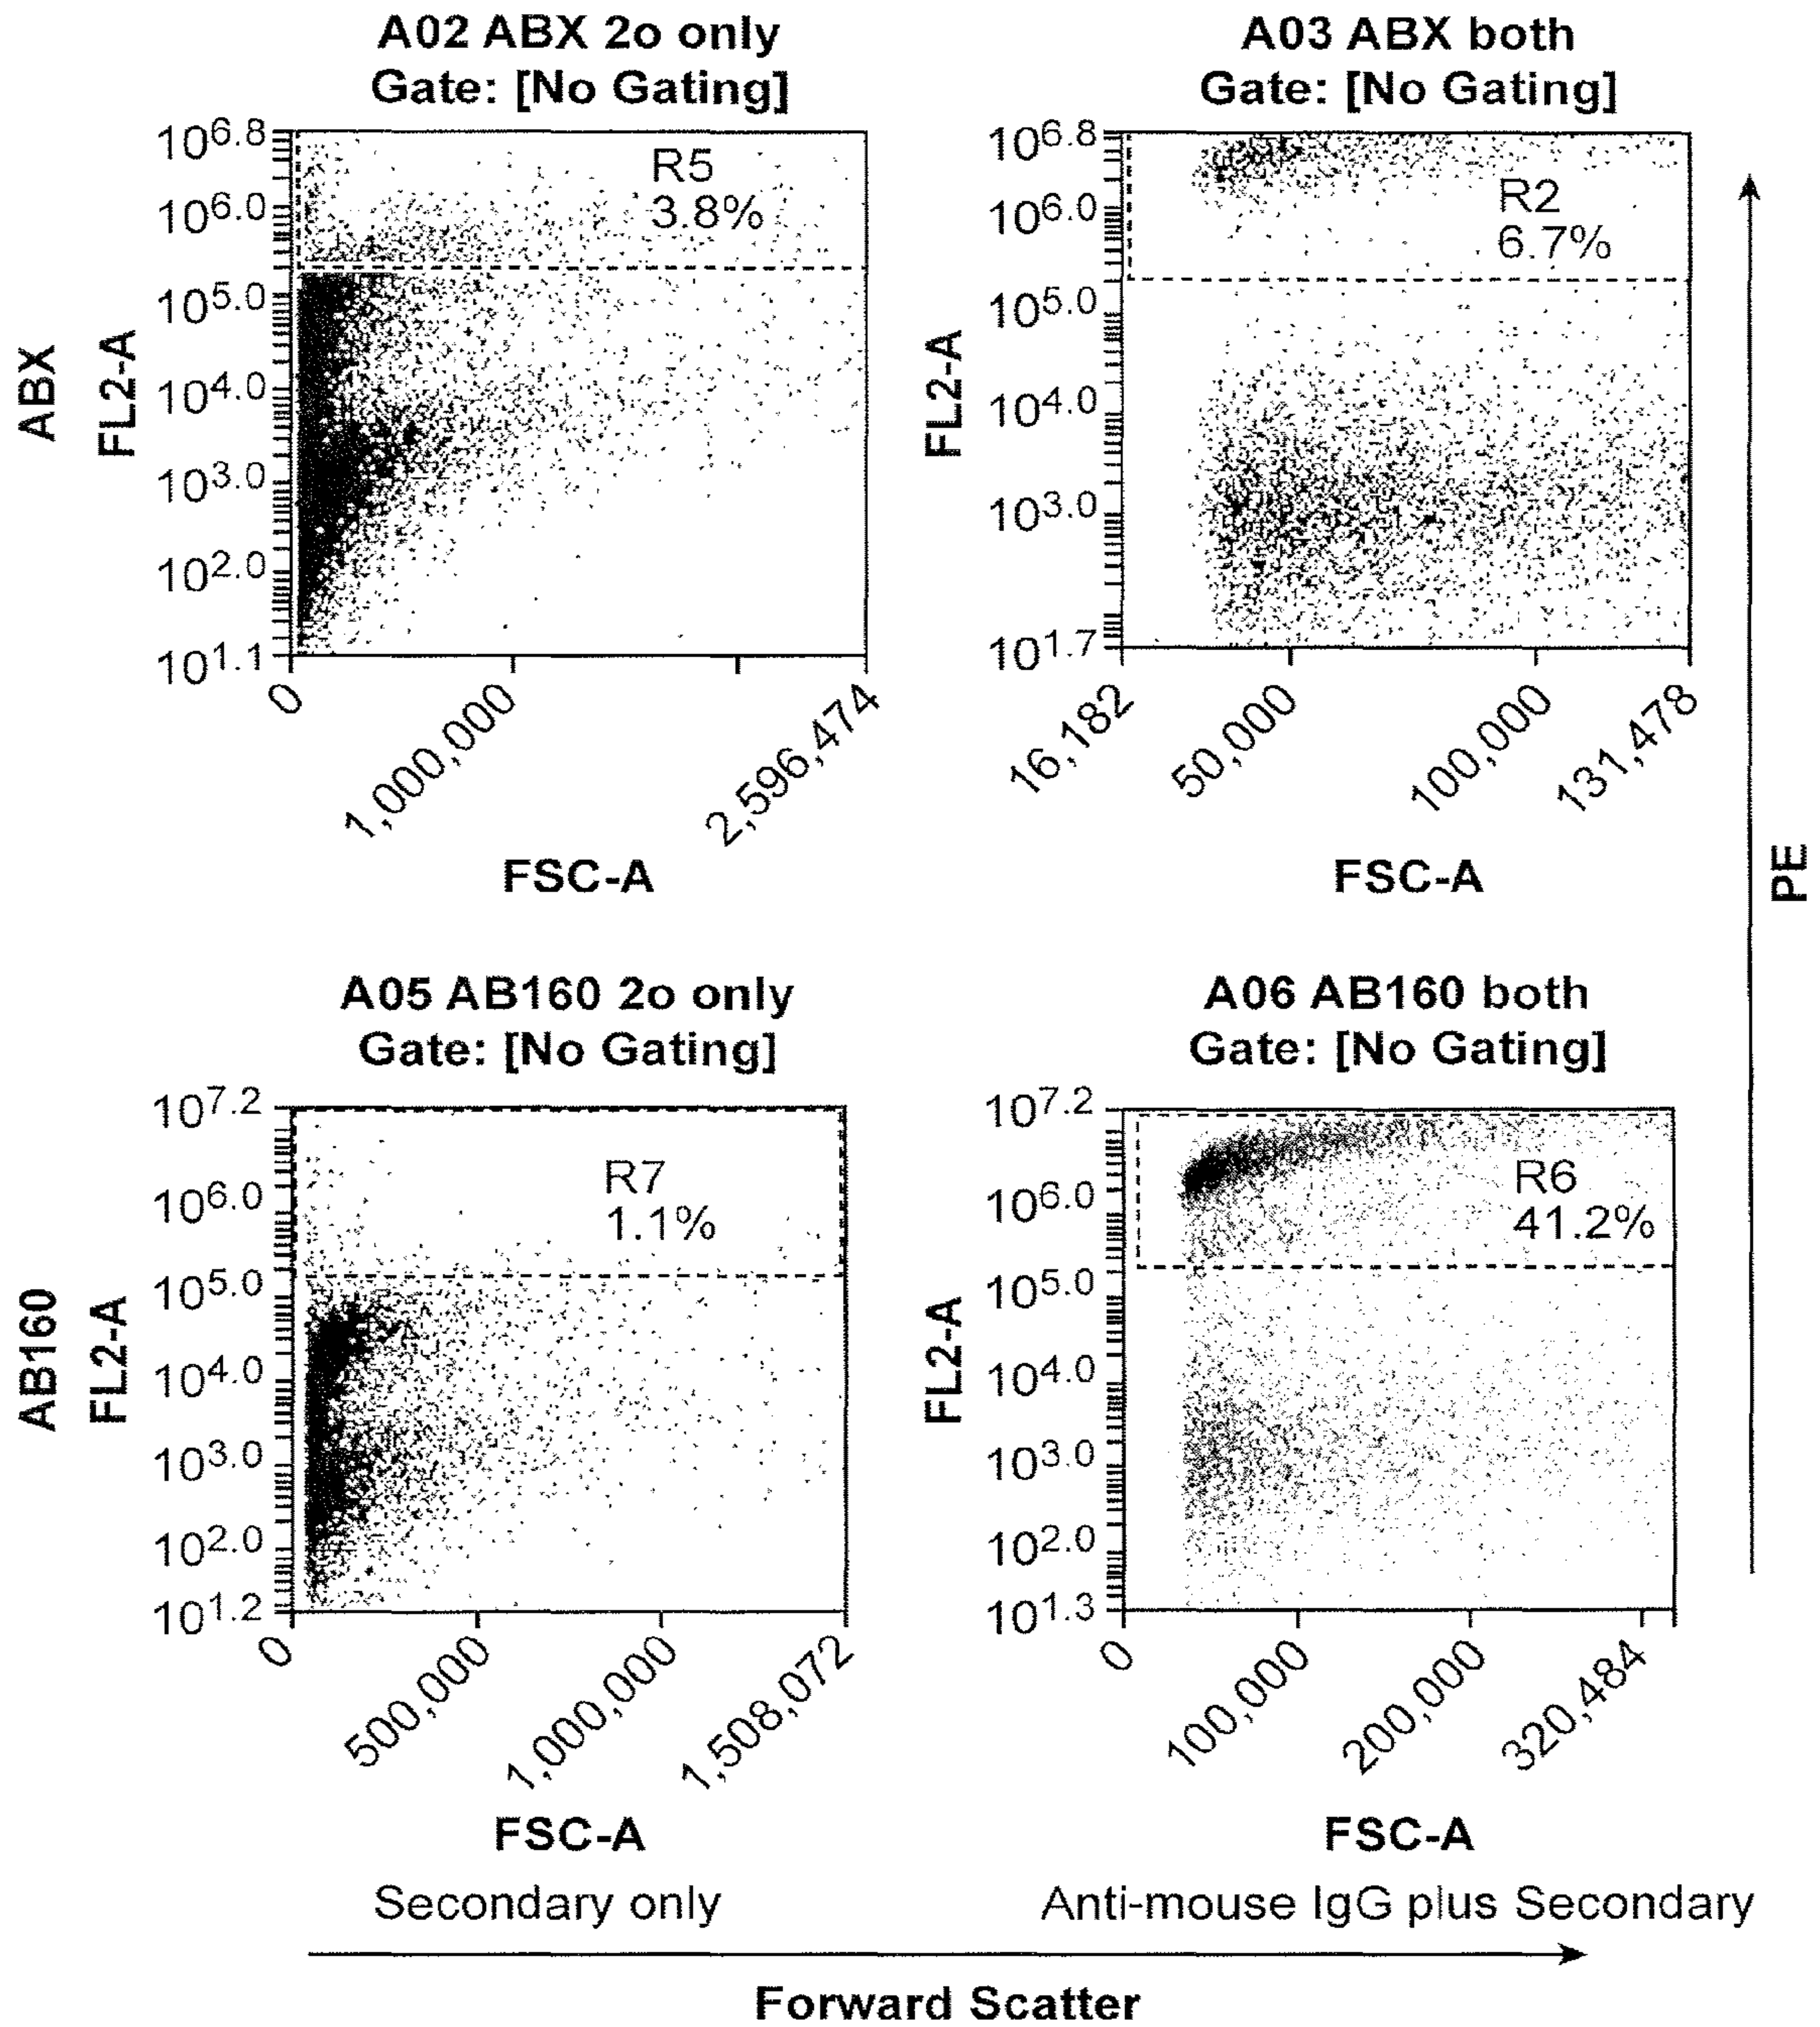 A02 ABX 2o only
Gate: [No Gating]
ABX
FL2-A
10^6.8
10^6.0
10^5.0
10^4.0
10^3.0
10^2.0
10^1.1
R5
3.8%
0
1,000,000
2,596,474
FSC-A
A03 ABX both
Gate: [No Gating]
FL2-A
10^6.8
10^6.0
10^5.0
10^4.0
10^3.0
10^1.7
R2
6.7%
16,182
50,000
100,000
131,478
FSC-A
PE
A05 AB160 2o only
Gate: [No Gating]
AB160
FL2-A
10^7.2
10^6.0
10^5.0
10^4.0
10^3.0
10^2.0
10^1.2
R7
1.1%
0
500,000
1,000,000
1,508,072
FSC-A
Secondary only
A06 AB160 both
Gate: [No Gating]
FL2-A
10^7.2
10^6.0
10^5.0
10^4.0
10^3.0
10^2.0
10^1.3
R6
41.2%
0
100,000
200,000
320,484
FSC-A
Anti-mouse IgG plus Secondary
Forward Scatter